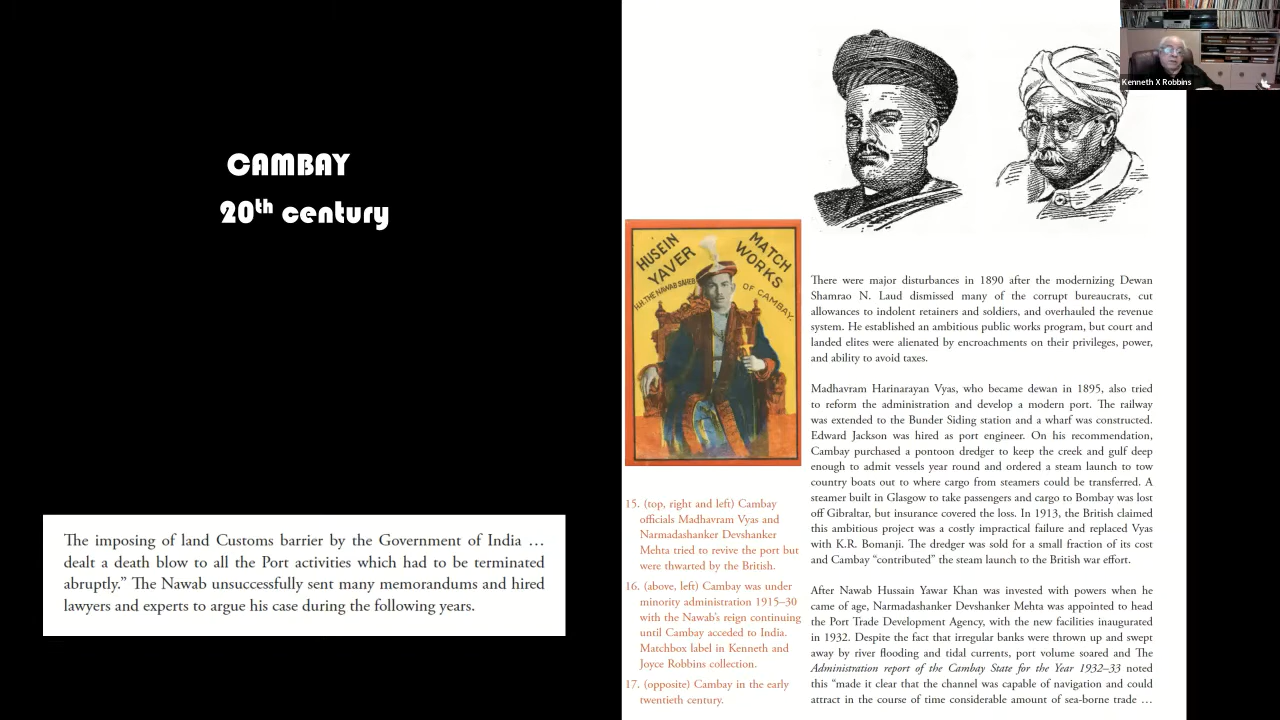 CAMBAY
20th century
The imposing of land Customs barrier by the Government of India …
dealt a death blow to all the Port activities which had to be terminated
abruptly.” The Nawab unsuccessfully sent many memorandums and hired
lawyers and experts to argue his case during the following years.
HUSEIN
YAVER
MATCH
WORKS
H.H. THE NAWAB SAHEB
OF CAMBAY.
15. (top, right and left) Cambay
officials Madhavram Vyas and
Narmadashanker Devshanker
Mehta tried to revive the port but
were thwarted by the British.
16. (above, left) Cambay was under
minority administration 1915–30
with the Nawab’s reign continuing
until Cambay acceded to India.
Matchbox label in Kenneth and
Joyce Robbins collection.
17. (opposite) Cambay in the early
twentieth century.
There were major disturbances in 1890 after the modernizing Dewan
Shamrao N. Laud dismissed many of the corrupt bureaucrats, cut
allowances to indolent retainers and soldiers, and overhauled the revenue
system. He established an ambitious public works program, but court and
landed elites were alienated by encroachments on their privileges, power,
and ability to avoid taxes.
Madhavram Harinarayan Vyas, who became dewan in 1895, also tried
to reform the administration and develop a modern port. The railway
was extended to the Bunder Siding station and a wharf was constructed.
Edward Jackson was hired as port engineer. On his recommendation,
Cambay purchased a pontoon dredger to keep the creek and gulf deep
enough to admit vessels year round and ordered a steam launch to tow
country boats out to where cargo from steamers could be transferred. A
steamer built in Glasgow to take passengers and cargo to Bombay was lost
off Gibraltar, but insurance covered the loss. In 1913, the British claimed
this ambitious project was a costly impractical failure and replaced Vyas
with K.R. Bomanji. The dredger was sold for a small fraction of its cost
and Cambay “contributed” the steam launch to the British war effort.
After Nawab Hussain Yawar Khan was invested with powers when he
came of age, Narmadashanker Devshanker Mehta was appointed to head
the Port Trade Development Agency, with the new facilities inaugurated
in 1932. Despite the fact that irregular banks were thrown up and swept
away by river flooding and tidal currents, port volume soared and The
Administration report of the Cambay State for the Year 1932–33 noted
this “made it clear that the channel was capable of navigation and could
attract in the course of time considerable amount of sea-borne trade …
Kenneth X Robbins